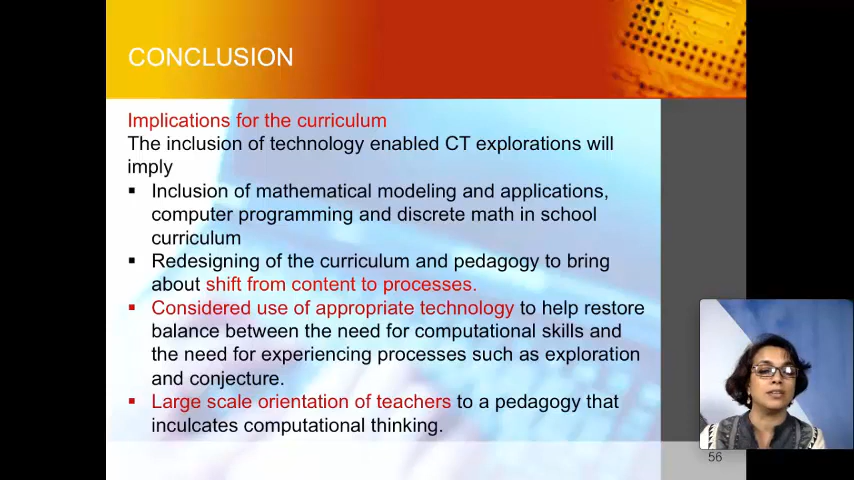 CONCLUSION
Implications for the curriculum
The inclusion of technology enabled CT explorations will
imply
▪ Inclusion of mathematical modeling and applications,
computer programming and discrete math in school
curriculum
▪ Redesigning of the curriculum and pedagogy to bring
about shift from content to processes.
▪ Considered use of appropriate technology to help restore
balance between the need for computational skills and
the need for experiencing processes such as exploration
and conjecture.
▪ Large scale orientation of teachers to a pedagogy that
inculcates computational thinking.
56